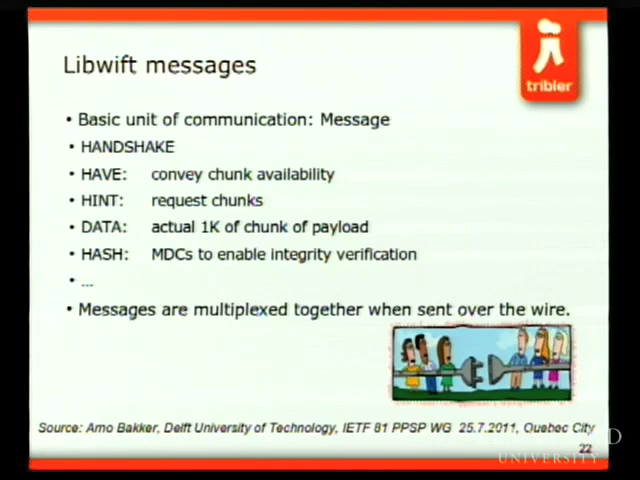 Libwift messages
tribler
• Basic unit of communication: Message
• HANDSHAKE
• HAVE: convey chunk availability
• HINT: request chunks
• DATA: actual 1K of chunk of payload
• HASH: MDCs to enable integrity verification
• ...
• Messages are multiplexed together when sent over the wire.
Source: Arno Bakker, Delft University of Technology, IETF 81 PPSP WG 25.7.2011, Quebec City
22
UNIVERSITY